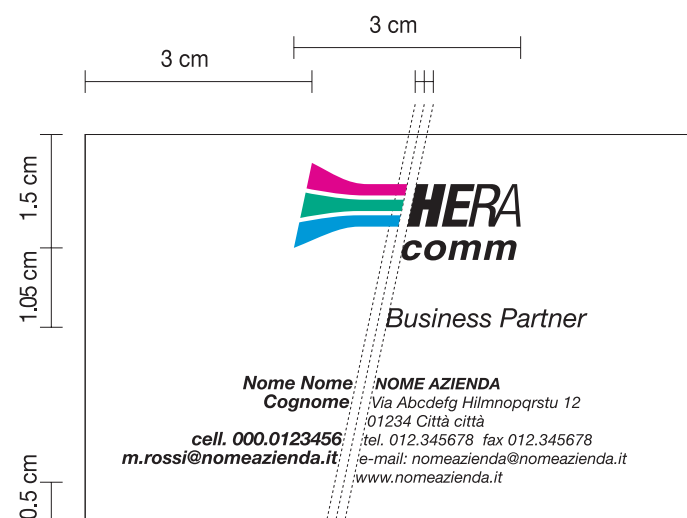 3 cm
3 cm
1.5 cm
HERA
comm
1.05 cm
Business Partner
Nome Nome NOME AZIENDA
Cognome Via Abcdefg Hilmnopqrstu 12
01234 Città città
cell. 000.0123456 tel. 012.345678 fax 012.345678
m.rossi@nomeazienda.it e-mail: nomeazienda@nomeazienda.it
www.nomeazienda.it
0.5 cm